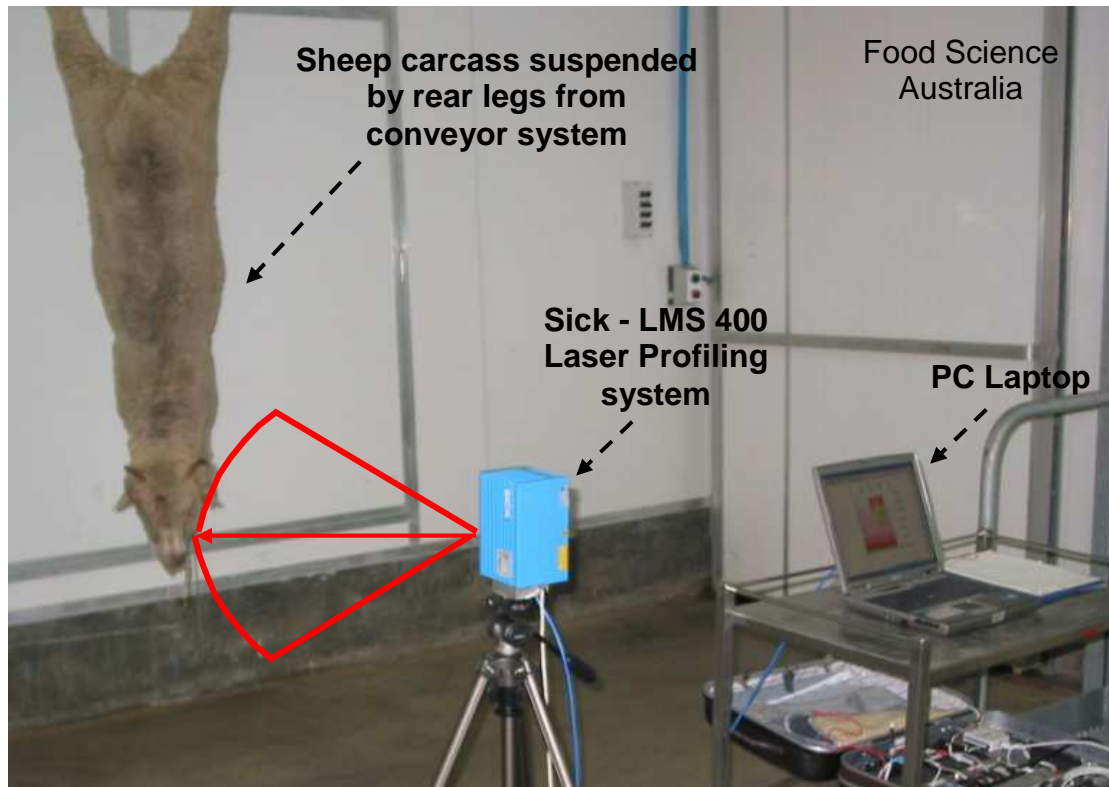 Sheep carcass suspended
by rear legs from
conveyor system
Food Science
Australia
Sick - LMS 400
Laser Profiling
system
PC Laptop
SICK